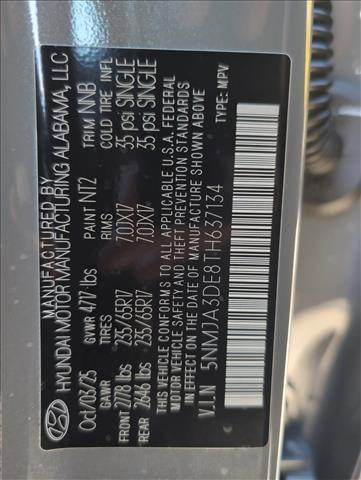 MANUFACTURED BY
HYUNDAI MOTOR MANUFACTURING ALABAMA, LLC
Oct/03/25 GVWR 4717 lbs PAINT NT2 TRIM NNB
GAWR TIRES RIMS COLD TIRE INFL
FRONT 2778 lbs 235/65R17 7.0JX17 35 psi SINGLE
REAR 2646 lbs 235/65R17 7.0JX17 35 psi SINGLE
THIS VEHICLE CONFORMS TO ALL APPLICABLE U.S.A. FEDERAL
MOTOR VEHICLE SAFETY AND THEFT PREVENTION STANDARDS
IN EFFECT ON THE DATE OF MANUFACTURE SHOWN ABOVE
V.I.N 5NMJA3DE8TH637134 TYPE: MPV